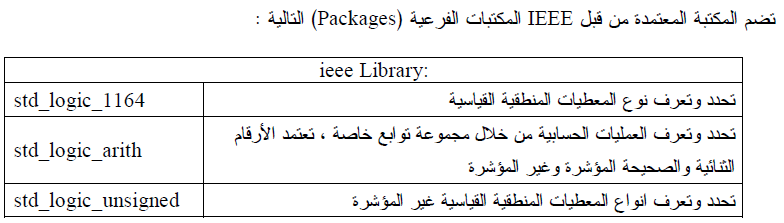 تضم المكتبة المعتمدة من قبل IEEE المكتبات الفرعية (Packages) التالية :
ieee Library:
std_logic_1164 تحدد وتعرف نوع المعطيات المنطقية القياسية
std_logic_arith تحدد وتعرف العمليات الحسابية من خلال مجموعة توابع خاصة ، تعتمد الأرقام
الثنائية والصحيحة المؤشرة وغير المؤشرة
std_logic_unsigned تحدد وتعرف انواع المعطيات المنطقية القياسية غير المؤشرة